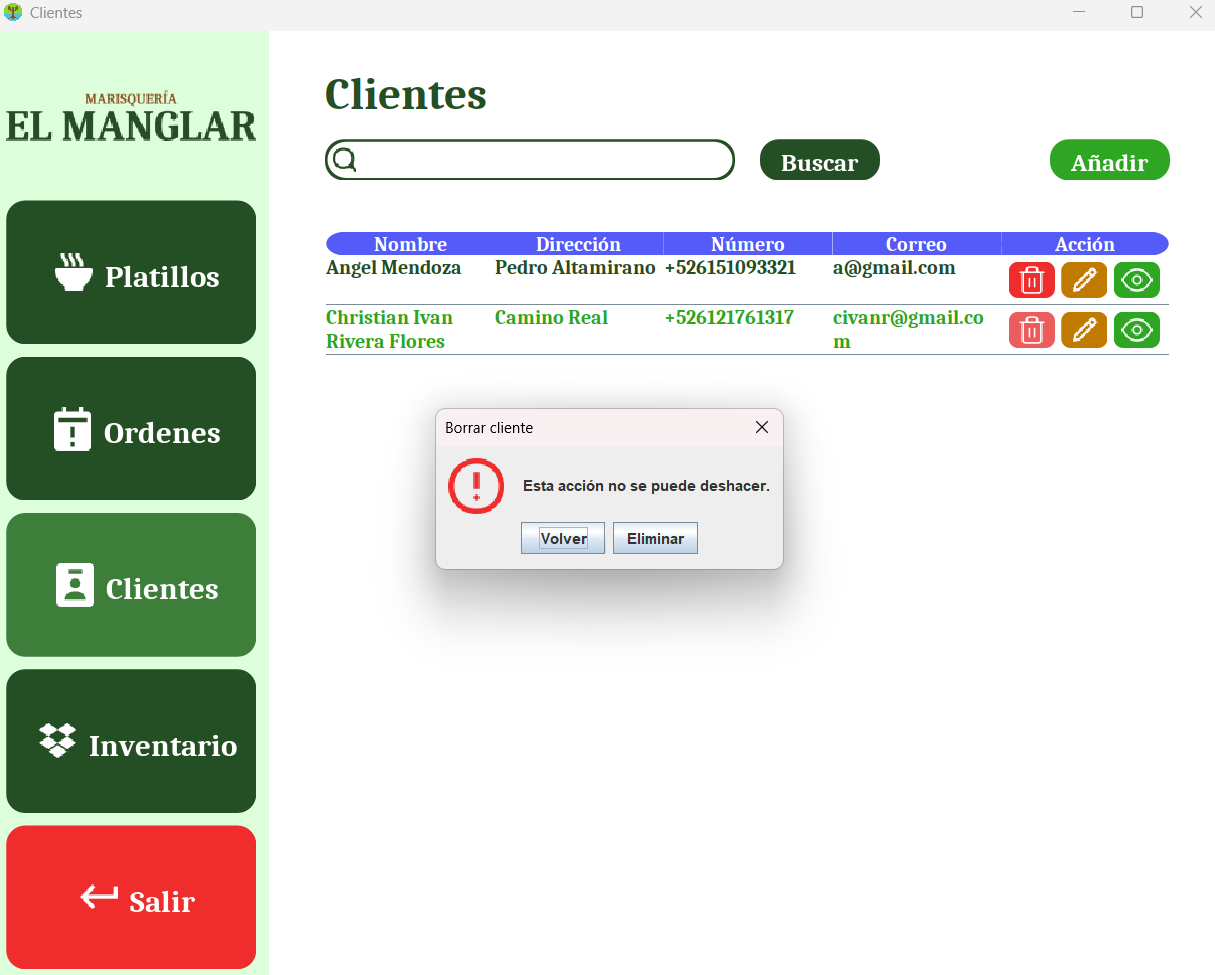 Clientes
MARISQUERÍA
EL MANGLAR
Platillos
Ordenes
Clientes
Inventario
Salir
Clientes
Buscar
Añadir
Nombre Dirección Número Correo Acción
Angel Mendoza Pedro Altamirano +526151093321 a@gmail.com
Christian Ivan Camino Real +526121761317 civanr@gmail.co
Rivera Flores m
Borrar cliente
Esta acción no se puede deshacer.
Volver Eliminar